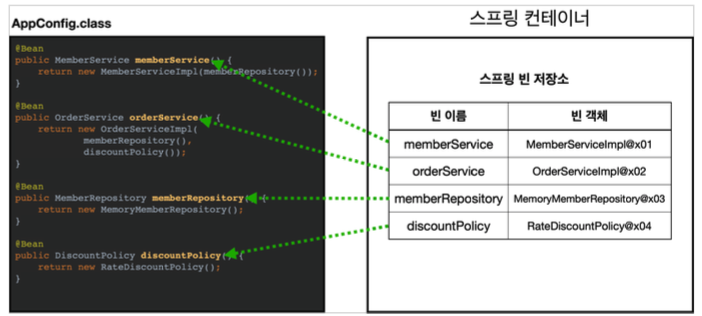 AppConfig.class
@Bean
public MemberService memberService() {
return new MemberServiceImpl(memberRepository());
}
@Bean
public OrderService orderService() {
return new OrderServiceImpl(
memberRepository(),
discountPolicy());
}
@Bean
public MemberRepository memberRepository() {
return new MemoryMemberRepository();
}
@Bean
public DiscountPolicy discountPolicy() {
return new RateDiscountPolicy();
}
스프링 컨테이너
스프링 빈 저장소
빈 이름 빈 객체
memberService MemberServiceImpl@x01
orderService OrderServiceImpl@x02
memberRepository MemoryMemberRepository@x03
discountPolicy RateDiscountPolicy@x04